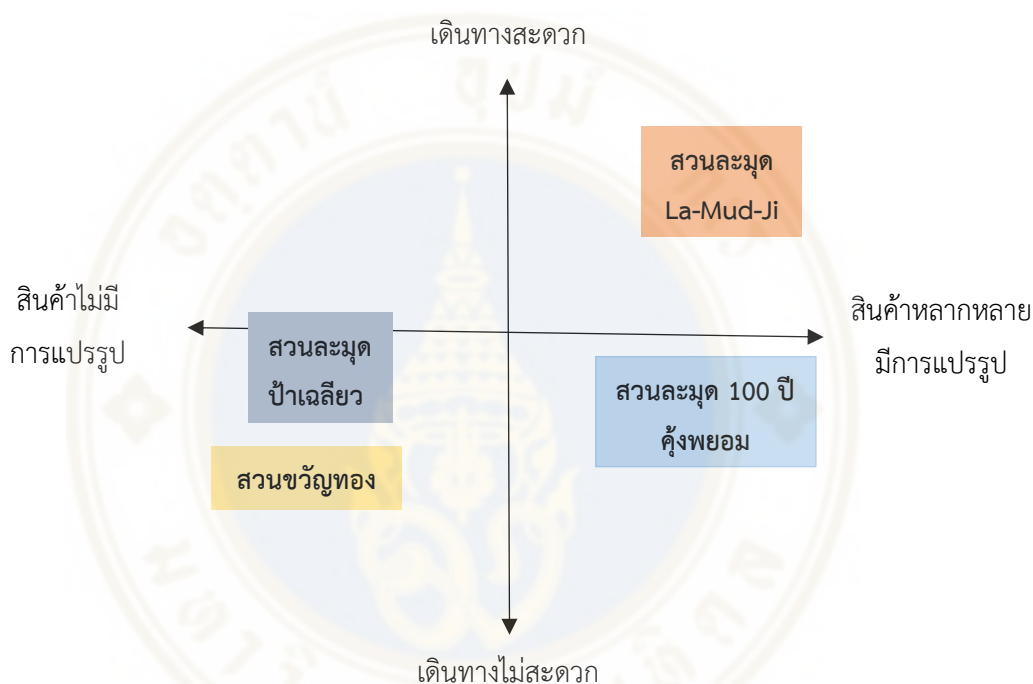 เดินทางสะดวก
สวนละมุด
La-Mud-Ji
สินค้าไม่มี
การแปรรูป
สินค้าหลากหลาย
มีการแปรรูป
สวนละมุด
ป้าเฉลียว
สวนละมุด 100 ปี
คุ้งพยอม
สวนขวัญทอง
เดินทางไม่สะดวก